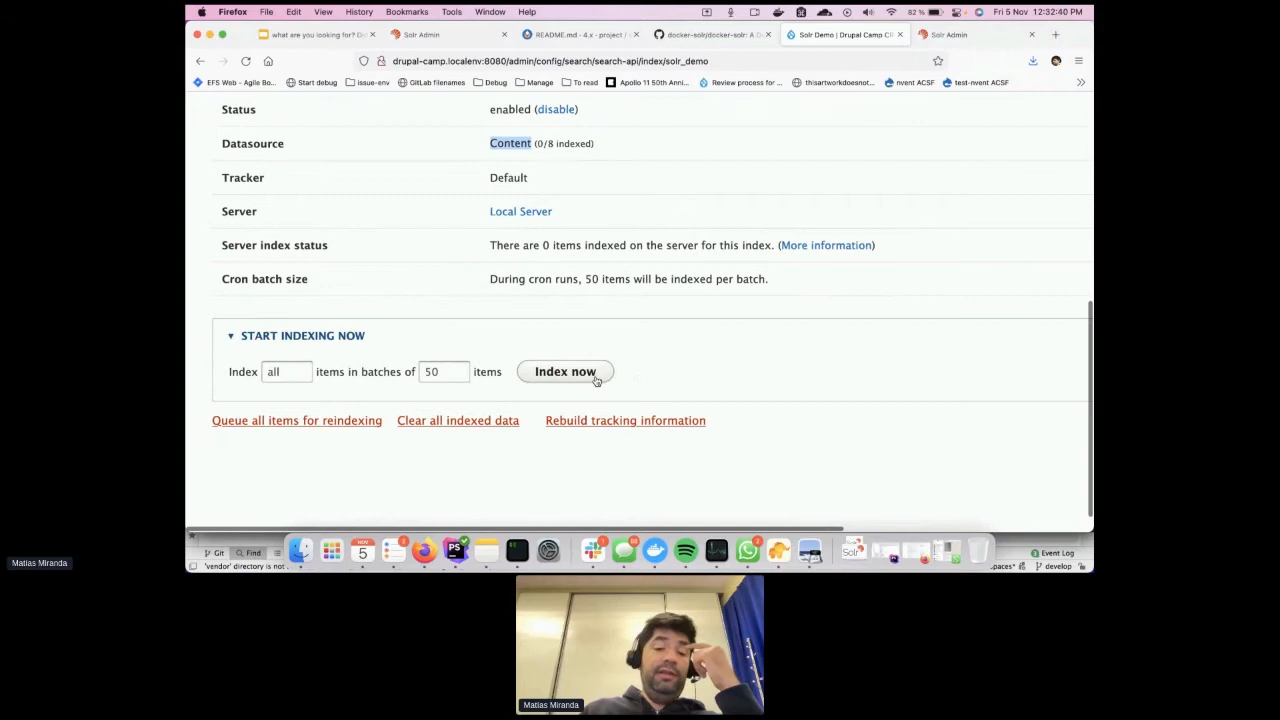 Firefox File Edit View History Bookmarks Tools Window Help 82 % Fri 5 Nov 12:32:40
what are you looking for? Solr Admin README.md · 4.x · project / docker-solr/docker-solr: A D Solr Demo | Drupal Camp C Solr Admin
drupal-camp.localenv:8080/admin/config/search/search-api/index/solr_demo
EFS Web - Agile Bo... Start debug issue-env GitLab filenames Debug Manage To read Apollo 11 50th Anni... Review process for ... thisartworkdoesnot... nvent ACSF test-nvent ACSF
Status enabled (disable)
Datasource Content (0/8 indexed)
Tracker Default
Server Local Server
Server index status There are 0 items indexed on the server for this index. (More information)
Cron batch size During cron runs, 50 items will be indexed per batch.
START INDEXING NOW
Index all items in batches of 50 items Index now
Queue all items for reindexing Clear all indexed data Rebuild tracking information
Git Find Event Log
'vendor' directory is not develop
Matias Miranda
Matias Miranda